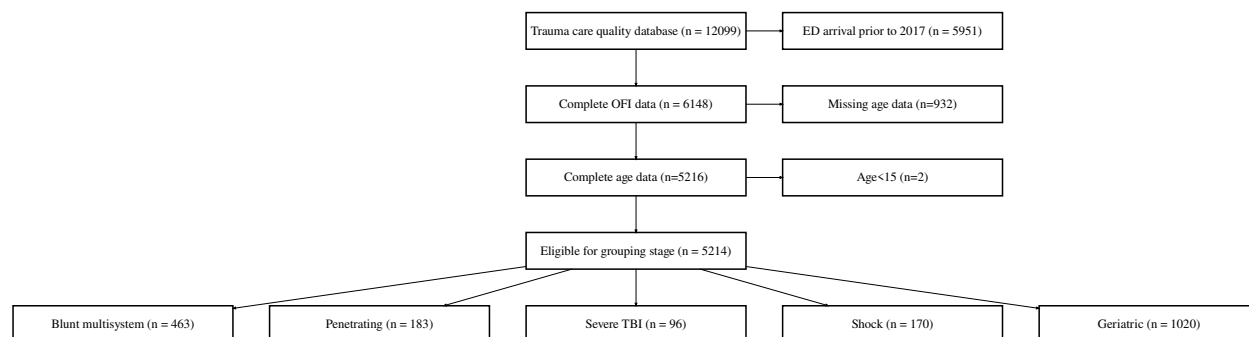 Trauma care quality database (n = 12099)
ED arrival prior to 2017 (n = 5951)
Complete OFI data (n = 6148)
Missing age data (n=932)
Complete age data (n=5216)
Age<15 (n=2)
Eligible for grouping stage (n = 5214)
Blunt multisystem (n = 463)
Penetrating (n = 183)
Severe TBI (n = 96)
Shock (n = 170)
Geriatric (n = 1020)